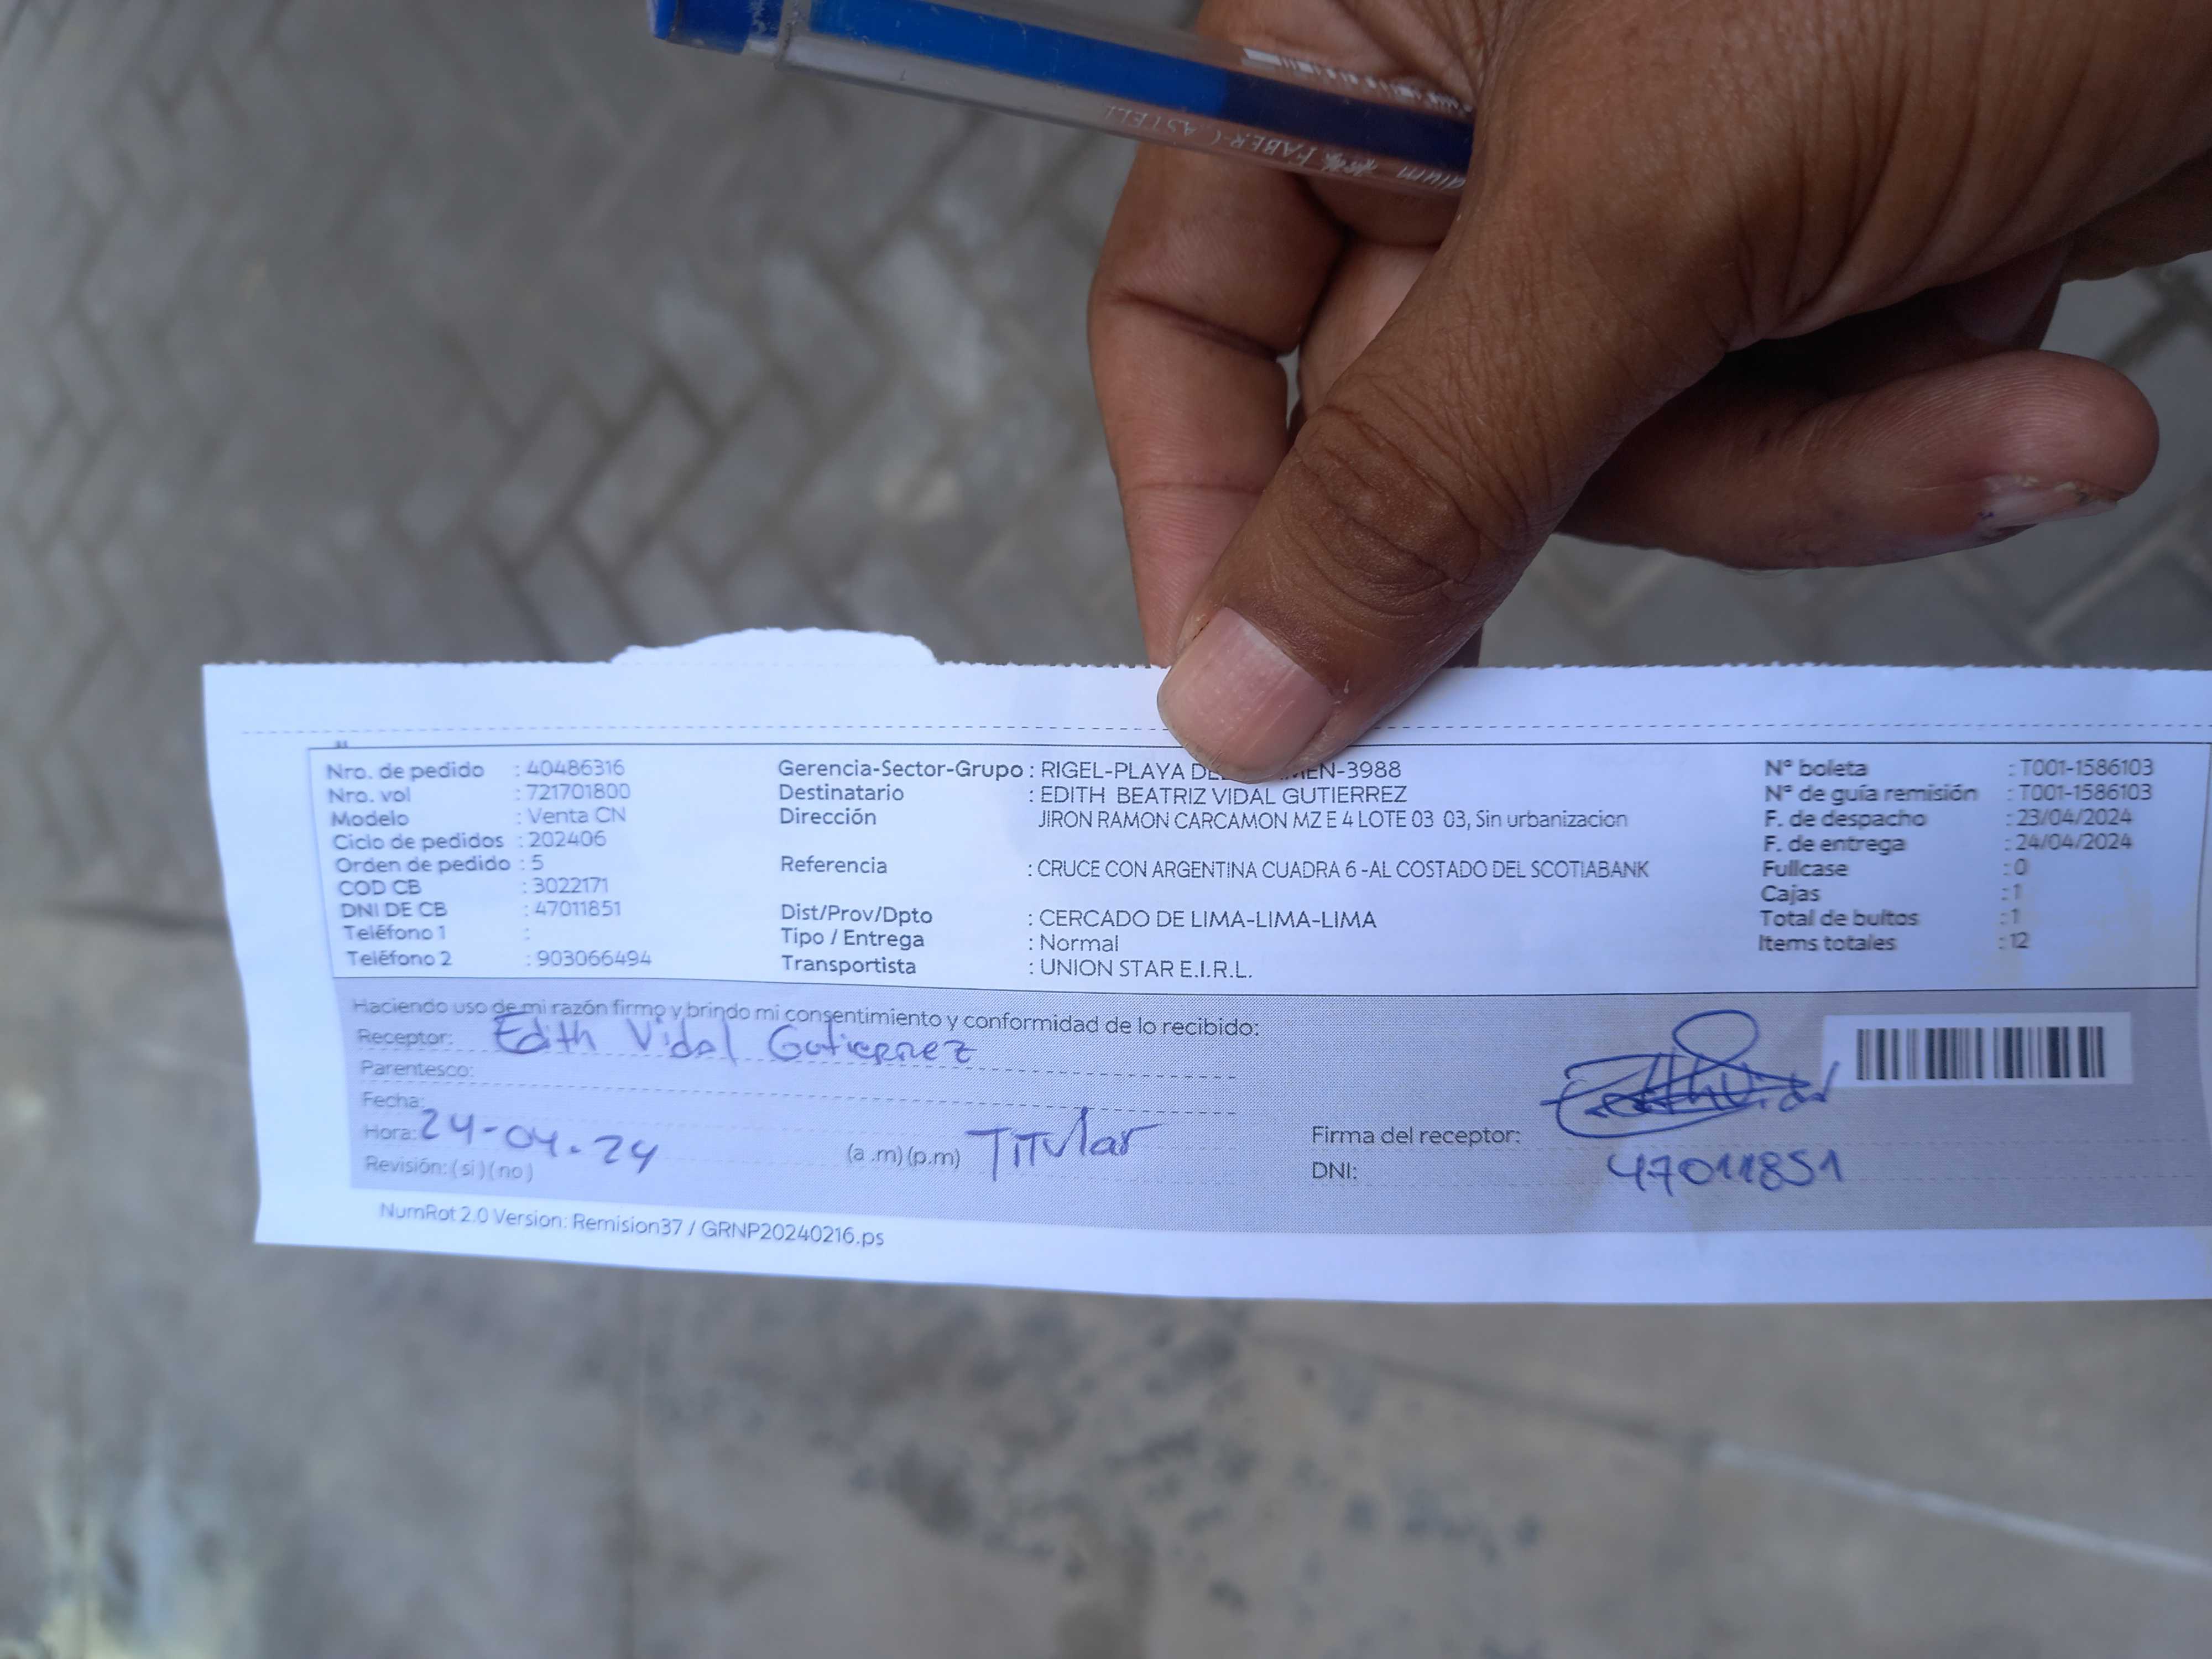 FABER-CASTELL
Nro. de pedido : 40486316
Nro. vol : 721701800
Modelo : Venta CN
Ciclo de pedidos : 202406
Orden de pedido : 5
COD CB : 3022171
DNI DE CB : 47011851
Teléfono 1 :
Teléfono 2 : 903066494
Gerencia-Sector-Grupo : RIGEL-PLAYA MEN-3988
Destinatario : EDITH BEATRIZ VIDAL GUTIERREZ
Dirección JIRON RAMON CARCAMON MZ E 4 LOTE 03 03, Sin urbanizacion
Referencia : CRUCE CON ARGENTINA CUADRA 6 -AL COSTADO DEL SCOTIABANK
Dist/Prov/Dpto : CERCADO DE LIMA-LIMA-LIMA
Tipo / Entrega : Normal
Transportista : UNION STAR E.I.R.L.
Nº boleta : T001-1586103
Nº de guía remisión : T001-1586103
F. de despacho : 23/04/2024
F. de entrega : 24/04/2024
Fullcase : 0
Cajas : 1
Total de bultos : 1
Items totales : 12
Haciendo uso de mi razón firmo y brindo mi consentimiento y conformidad de lo recibido:
Receptor: Edith Vidal Gutierrez
Parentesco:
Fecha:
Hora: 24-04-24 (a .m) (p.m) Titular
Revisión: ( si ) ( no )
Firma del receptor: Edith Vidal
DNI: 47011851
NumRot 2.0 Version: Remision37 / GRNP20240216.ps